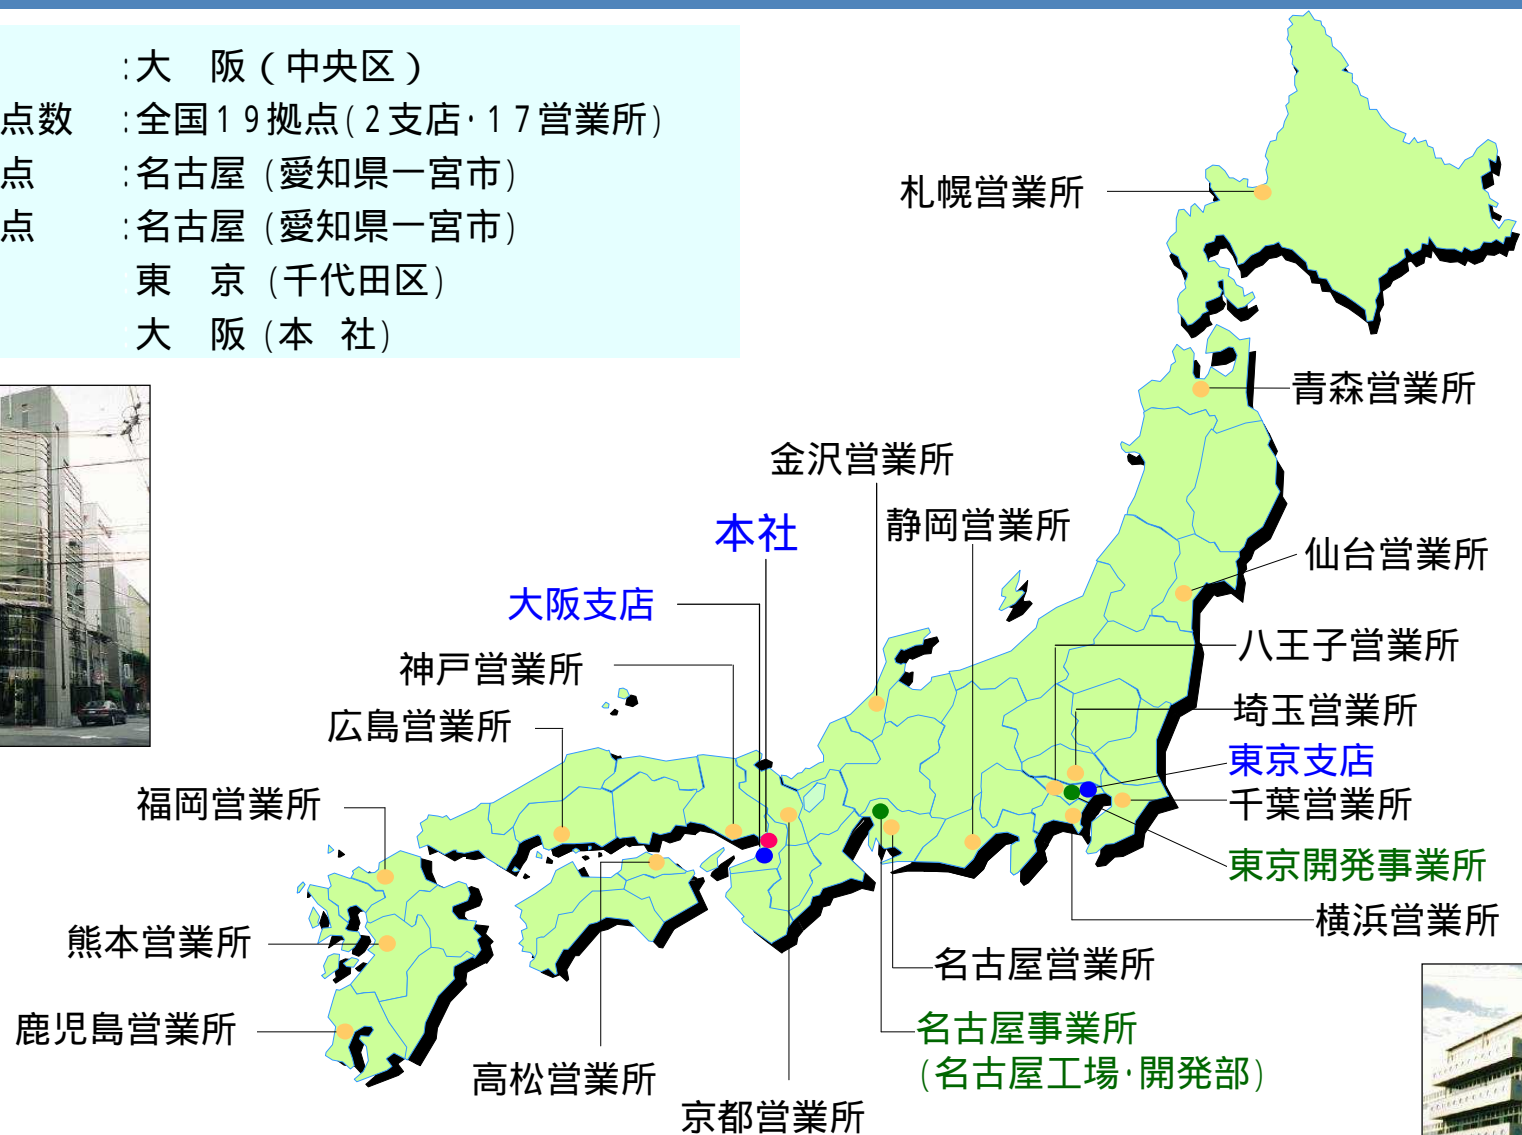 :大　阪(中央区)
点数　:全国19拠点(2支店･17営業所)
点　:名古屋(愛知県一宮市)
点　:名古屋(愛知県一宮市)
東　京(千代田区)
大　阪(本 社)
札幌営業所
青森営業所
金沢営業所
静岡営業所
本社
仙台営業所
大阪支店
八王子営業所
神戸営業所
埼玉営業所
広島営業所
東京支店
福岡営業所
千葉営業所
東京開発事業所
横浜営業所
熊本営業所
名古屋営業所
鹿児島営業所
名古屋事業所
(名古屋工場･開発部)
高松営業所
京都営業所